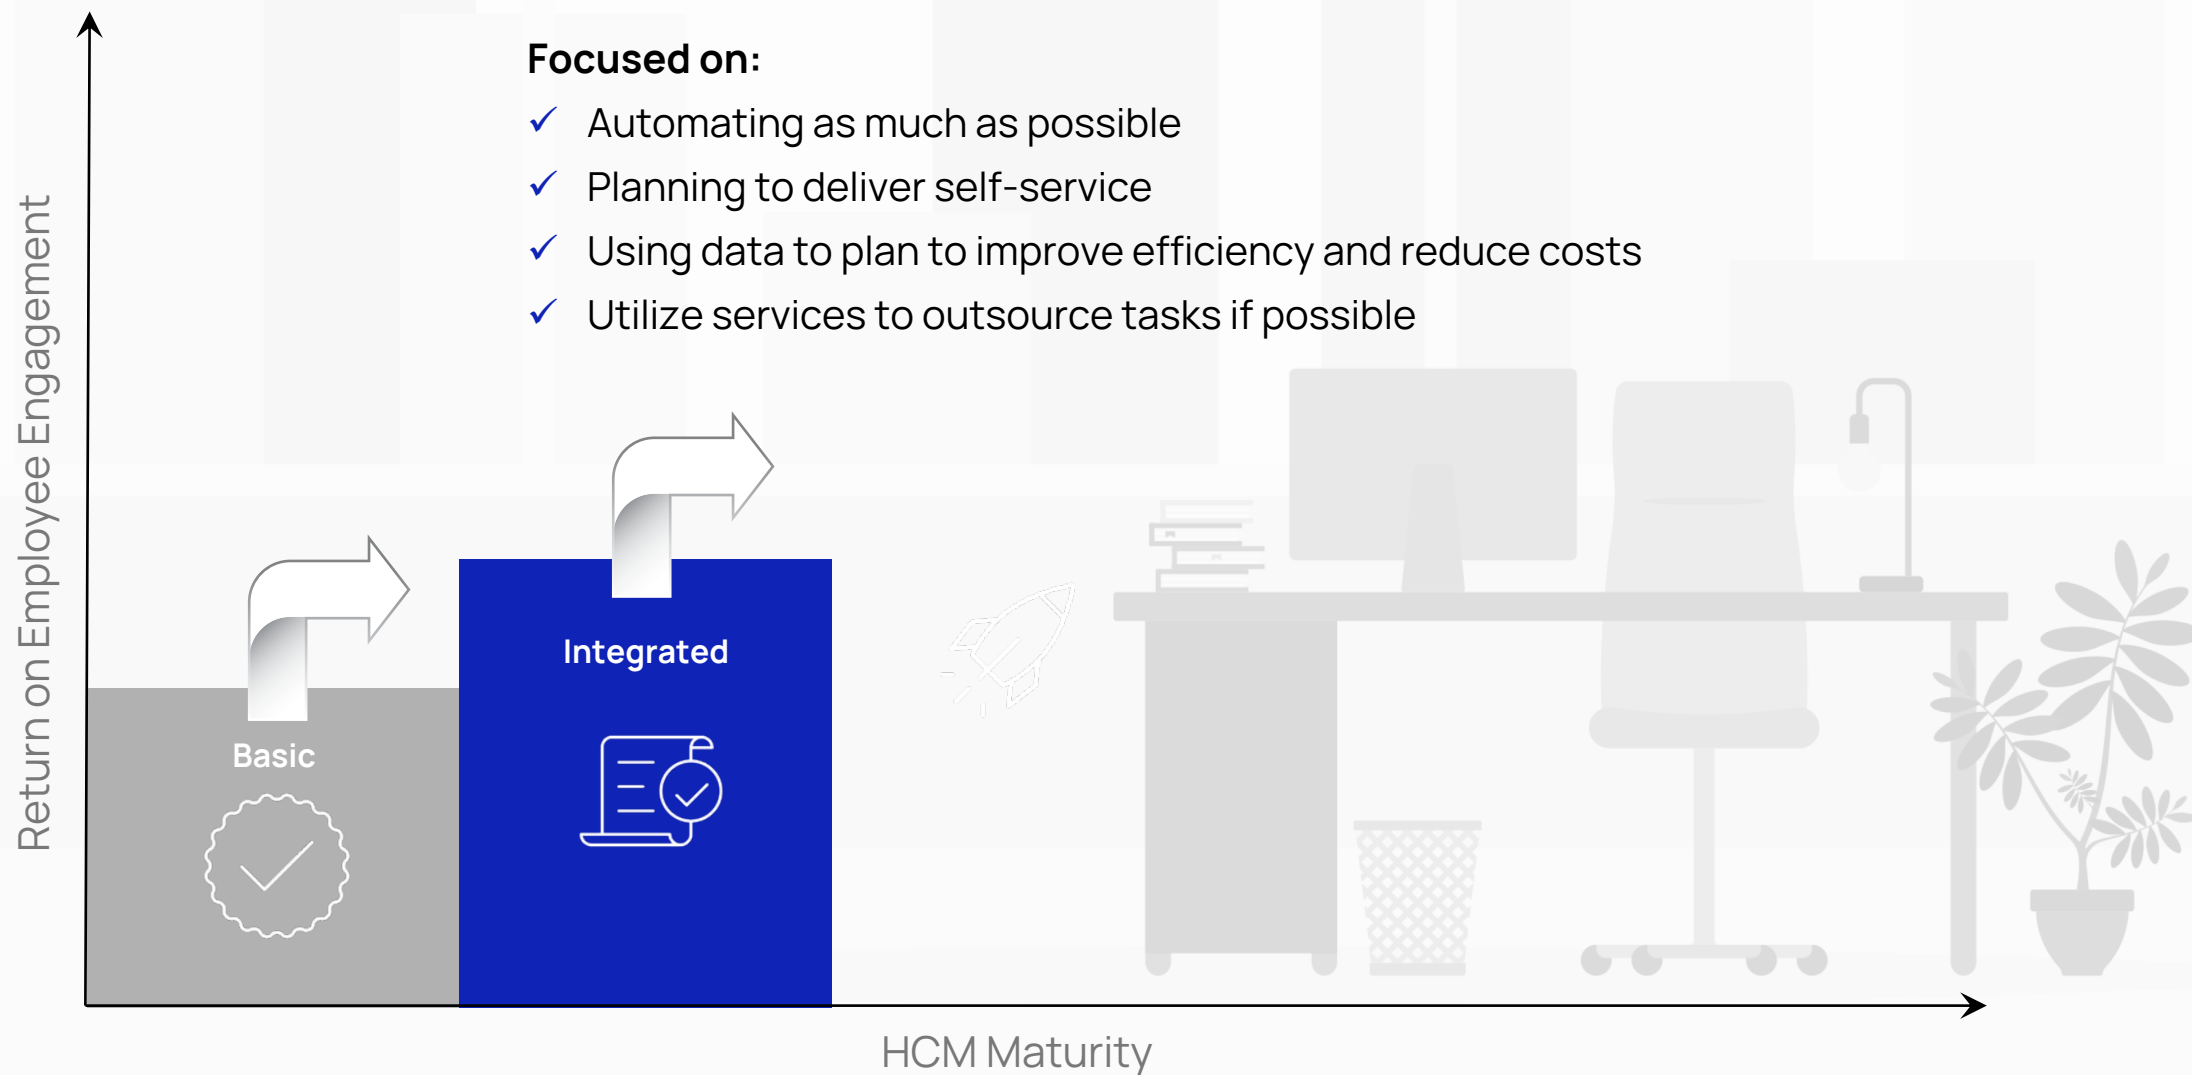 Focused on:
Automating as much as possible
Planning to deliver self-service
Using data to plan to improve efficiency and reduce costs
Utilize services to outsource tasks if possible
Return on Employee Engagement
Integrated
Basic
HCM Maturity